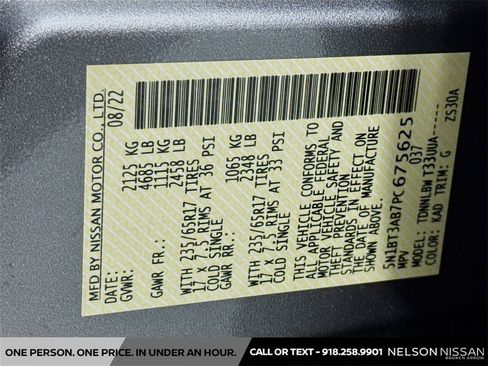 MFD BY NISSAN MOTOR CO., LTD.
DATE: 08/22
GVWR: 2125 KG
4685 LB
GAWR FR.: 1115 KG
2458 LB
WITH 235/65R17 TIRES
17 X 7.5 RIMS AT 36 PSI
COLD SINGLE
GAWR RR.: 1065 KG
2348 LB
WITH 235/65R17 TIRES
17 X 7.5 RIMS AT 33 PSI
COLD SINGLE
THIS VEHICLE CONFORMS TO
ALL APPLICABLE FEDERAL
MOTOR VEHICLE SAFETY AND
THEFT PREVENTION
STANDARDS IN EFFECT ON
THE DATE OF MANUFACTURE
SHOWN ABOVE
5N1BT3AB7PC675625
MPV 037
MODEL: TDNNLBW T33UUA-----
COLOR: KAD TRIM: G ZS30A
ONE PERSON. ONE PRICE. IN UNDER AN HOUR. CALL OR TEXT - 918.258.9901 NELSON NISSAN
BROKEN ARROW